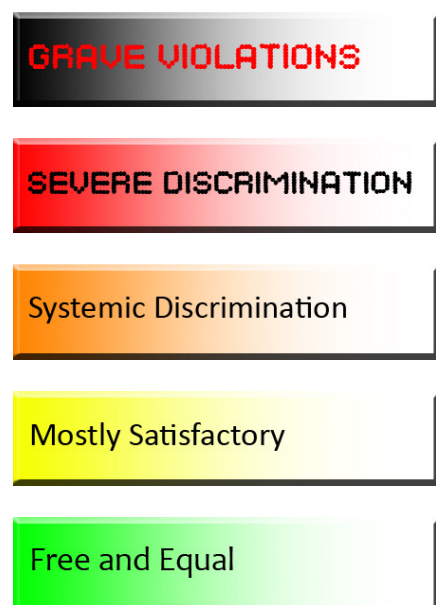 GRAVE VIOLATIONS
SEVERE DISCRIMINATION
Systemic Discrimination
Mostly Satisfactory
Free and Equal